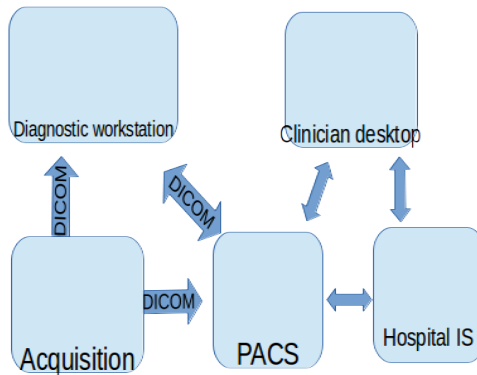 Diagnostic workstation
Clinician desktop
DICOM
DICOM
DICOM
Acquisition
PACS
Hospital IS